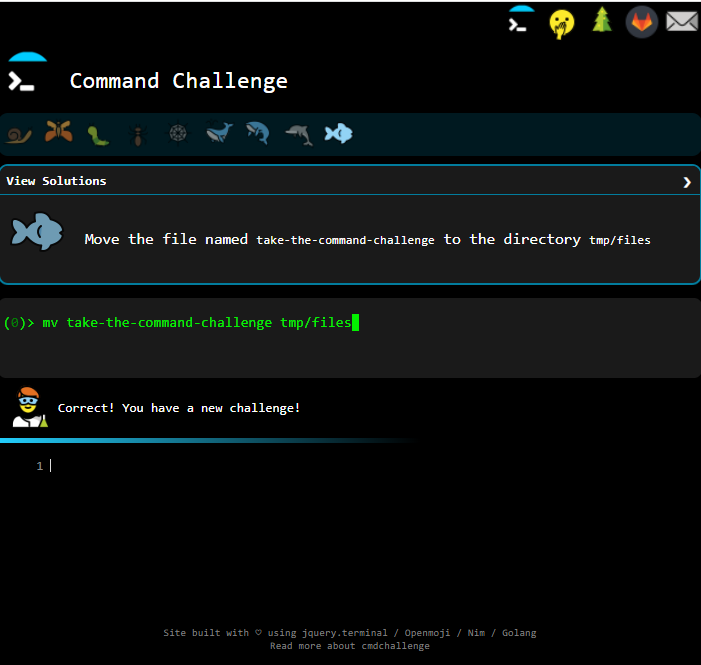 Command Challenge
View Solutions
Move the file named take-the-command-challenge to the directory tmp/files
(0)> mv take-the-command-challenge tmp/files
Correct! You have a new challenge!
1
Site built with ♡ using jquery.terminal / Openmoji / Nim / Golang
Read more about cmdchallenge